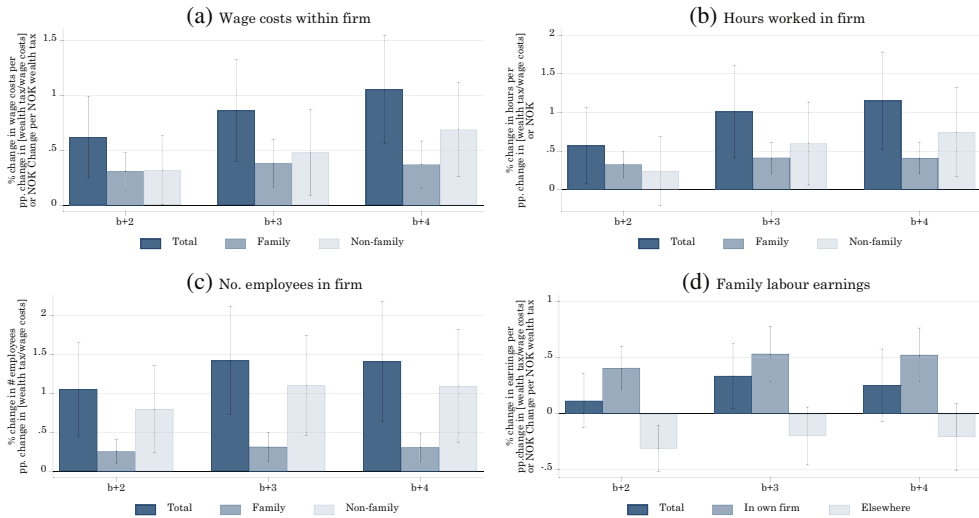 (a) Wage costs within firm
% change in wage costs per
pp. change in [wealth tax/wage costs]
or NOK Change per NOK wealth tax
1.5
1
.5
0
b+2 b+3 b+4
Total Family Non-family
(b) Hours worked in firm
% change in hours per
pp. change in [wealth tax/wage costs]
or NOK
2
1.5
1
.5
0
b+2 b+3 b+4
Total Family Non-family
(c) No. employees in firm
% change in # employees
pp. change in [wealth tax/wage costs]
2
1.5
1
.5
0
b+2 b+3 b+4
Total Family Non-family
(d) Family labour earnings
% change in earnings per
pp.change in [wealth tax/wage costs]
or NOK Change per NOK wealth tax
1
.5
0
-.5
b+2 b+3 b+4
Total In own firm Elsewhere